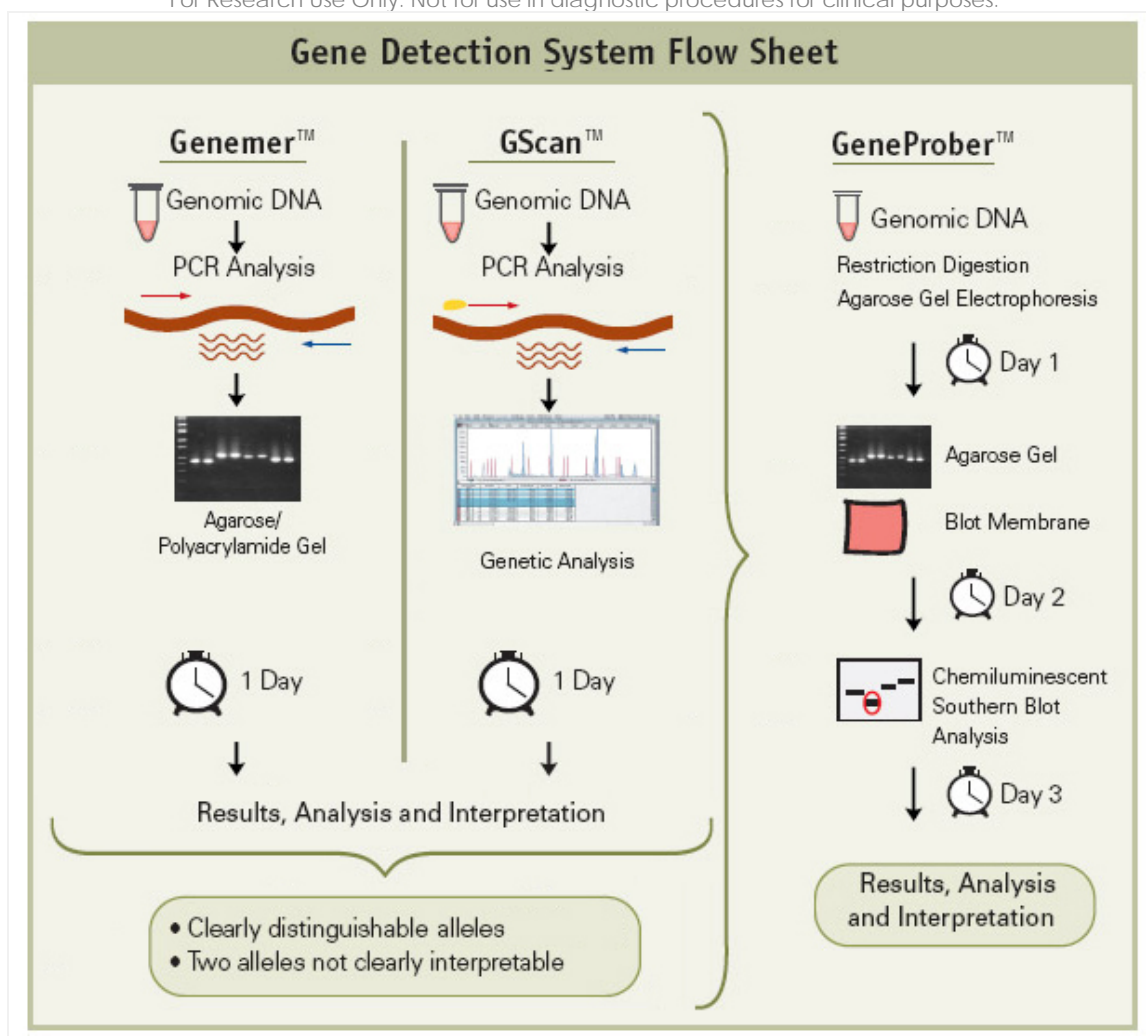 For Research Use Only. Not for use in diagnostic procedures for clinical purposes.
Gene Detection System Flow Sheet
Genemer™
Genomic DNA
PCR Analysis
Agarose/
Polyacrylamide Gel
1 Day
GScan™
Genomic DNA
PCR Analysis
Genetic Analysis
1 Day
Results, Analysis and Interpretation
• Clearly distinguishable alleles
• Two alleles not clearly interpretable
GeneProber™
Genomic DNA
Restriction Digestion
Agarose Gel Electrophoresis
Day 1
Agarose Gel
Blot Membrane
Day 2
Chemiluminescent
Southern Blot
Analysis
Day 3
Results, Analysis
and Interpretation